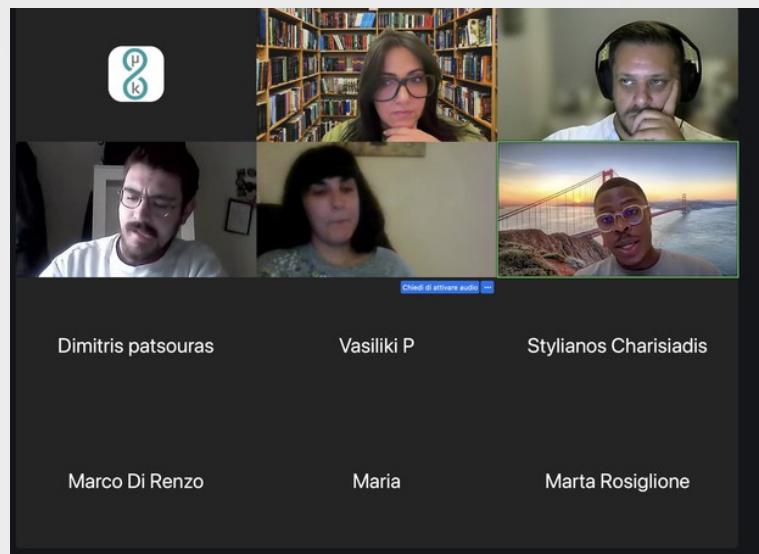 μ
k
Chiedi di attivare audio ...
Dimitris patsouras
Vasiliki P
Stylianos Charisiadis
Marco Di Renzo
Maria
Marta Rosiglione